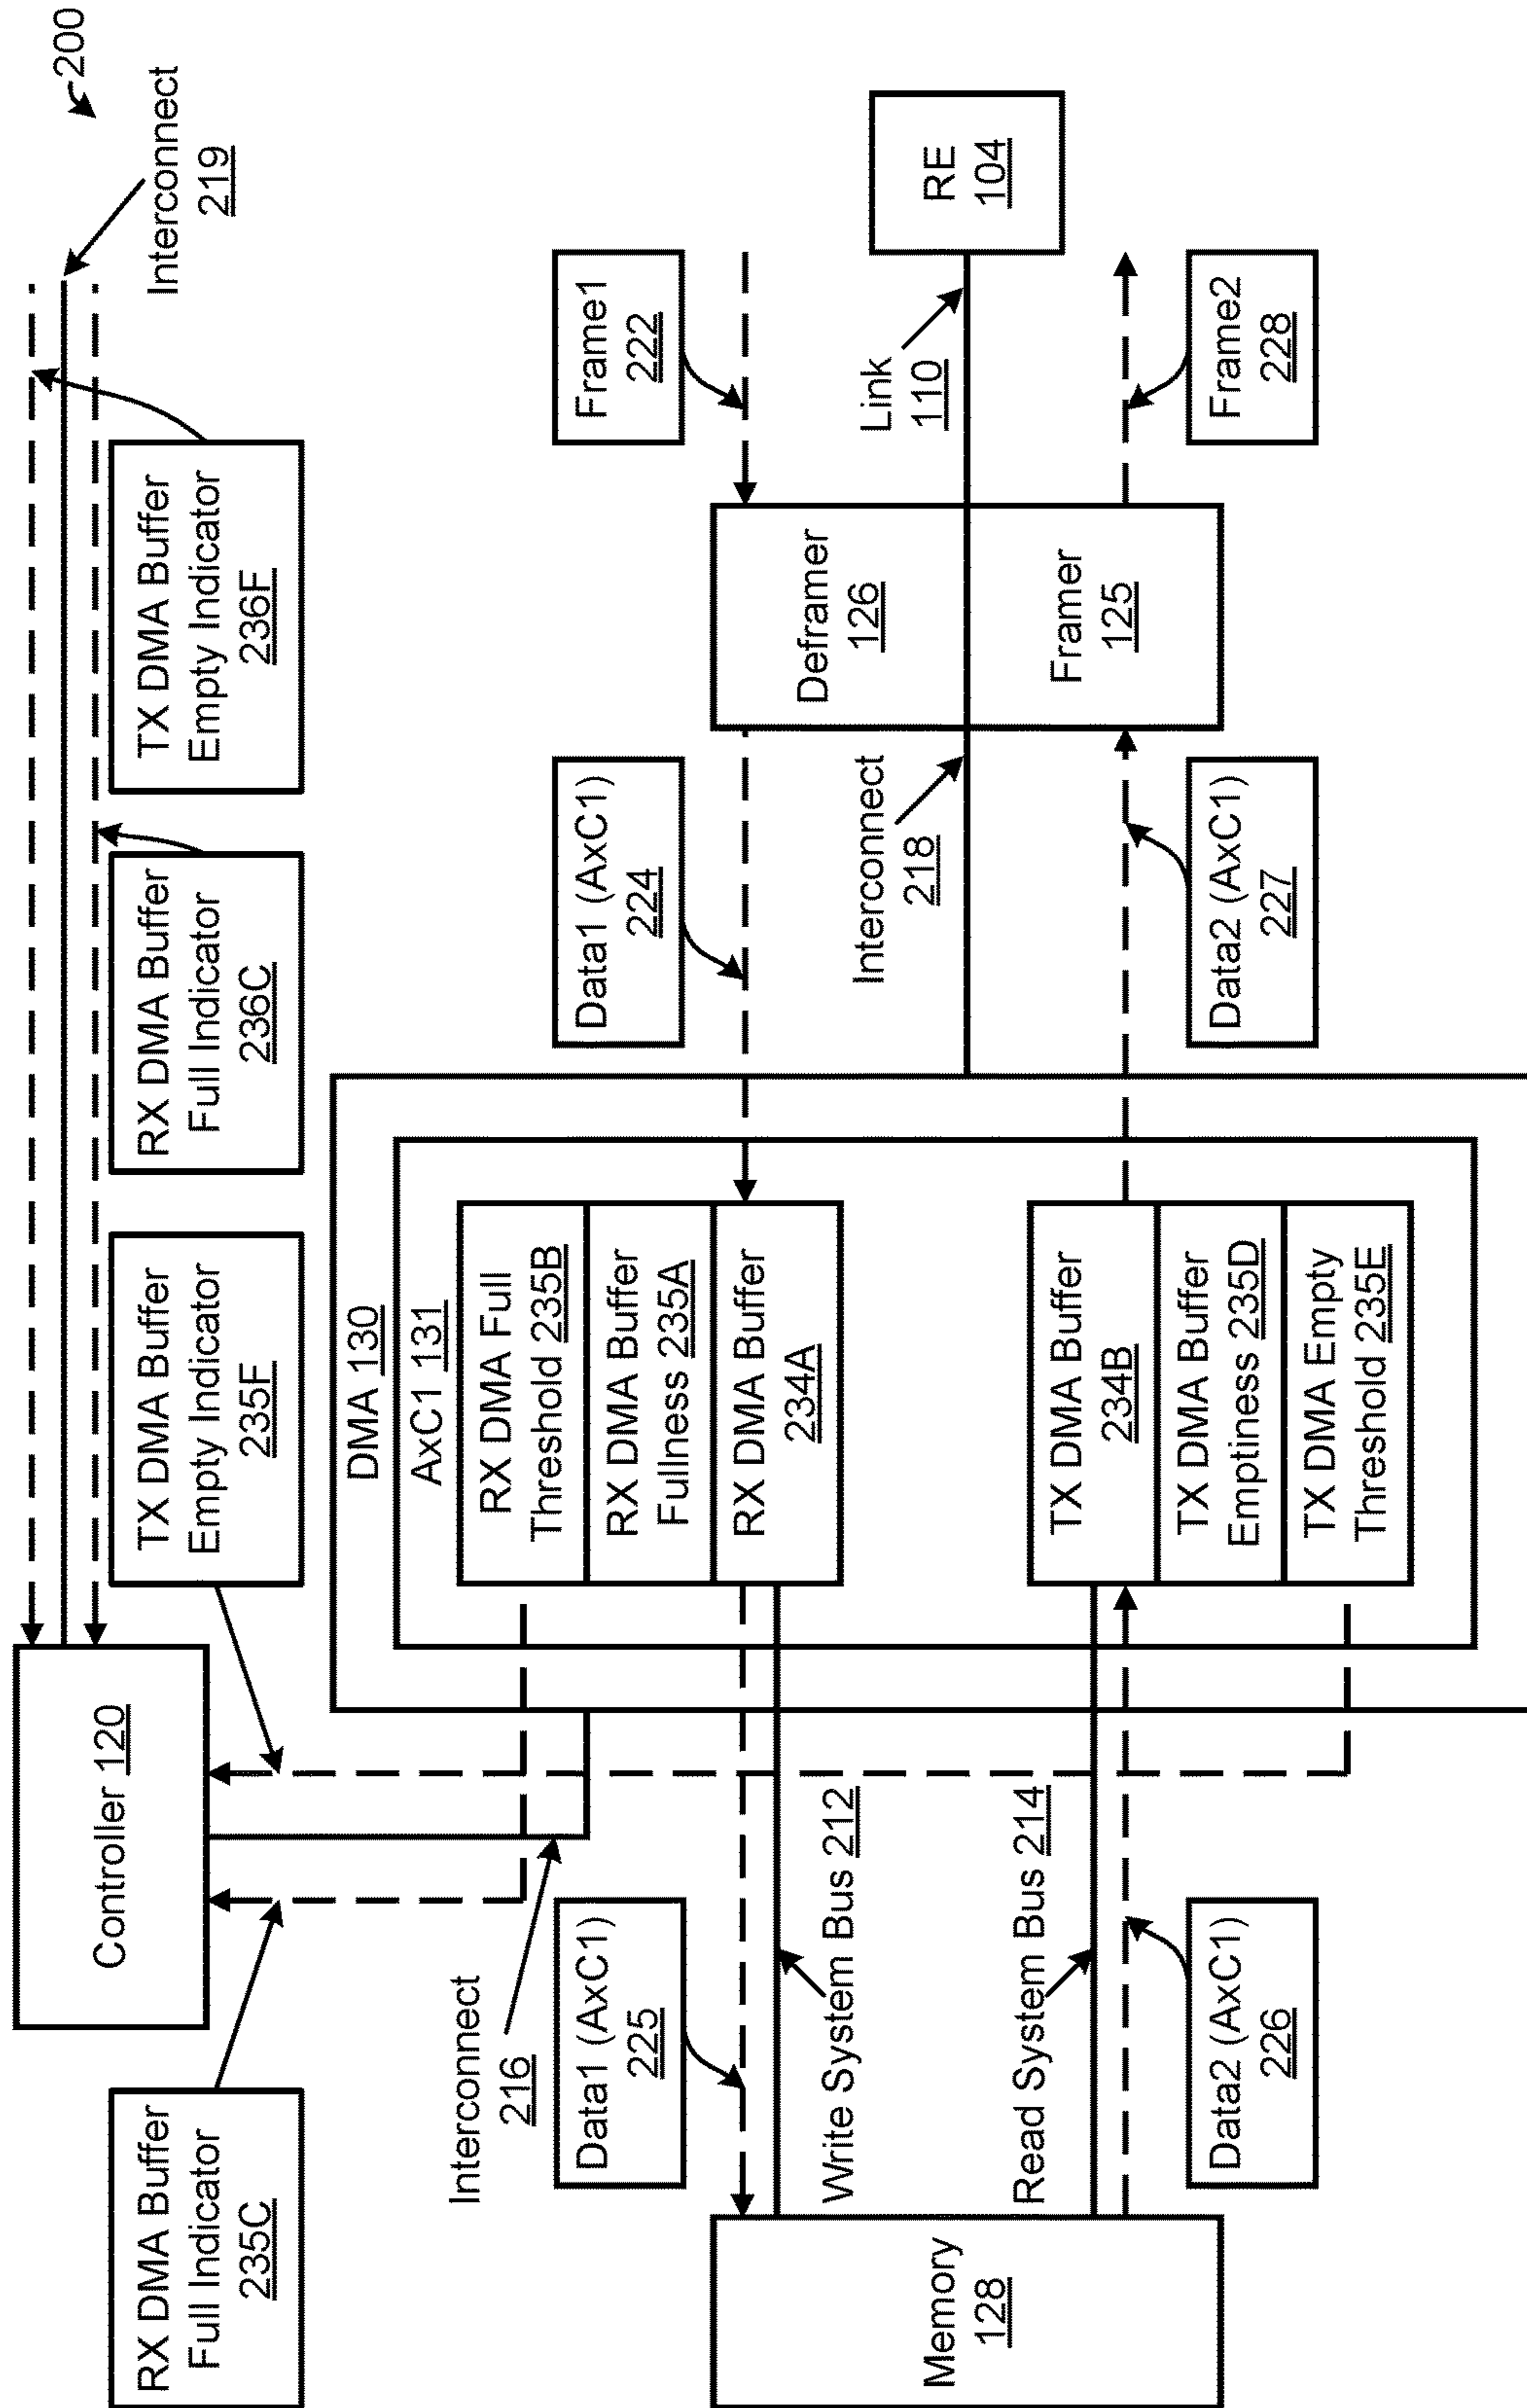 200
Interconnect
219
Controller 120
RX DMA Buffer
Full Indicator
235C
TX DMA Buffer
Empty Indicator
235F
RX DMA Buffer
Full Indicator
236C
TX DMA Buffer
Empty Indicator
236F
Interconnect
216
DMA 130
AxC1 131
RX DMA Full
Threshold 235B
RX DMA Buffer
Fullness 235A
RX DMA Buffer
234A
TX DMA Buffer
234B
TX DMA Buffer
Emptiness 235D
TX DMA Empty
Threshold 235E
Data1 (AxC1)
225
Write System Bus 212
Read System Bus 214
Data2 (AxC1)
226
Memory
128
Data1 (AxC1)
224
Interconnect
218
Data2 (AxC1)
227
Deframer
126
Framer
125
Frame1
222
Link
110
Frame2
228
RE
104